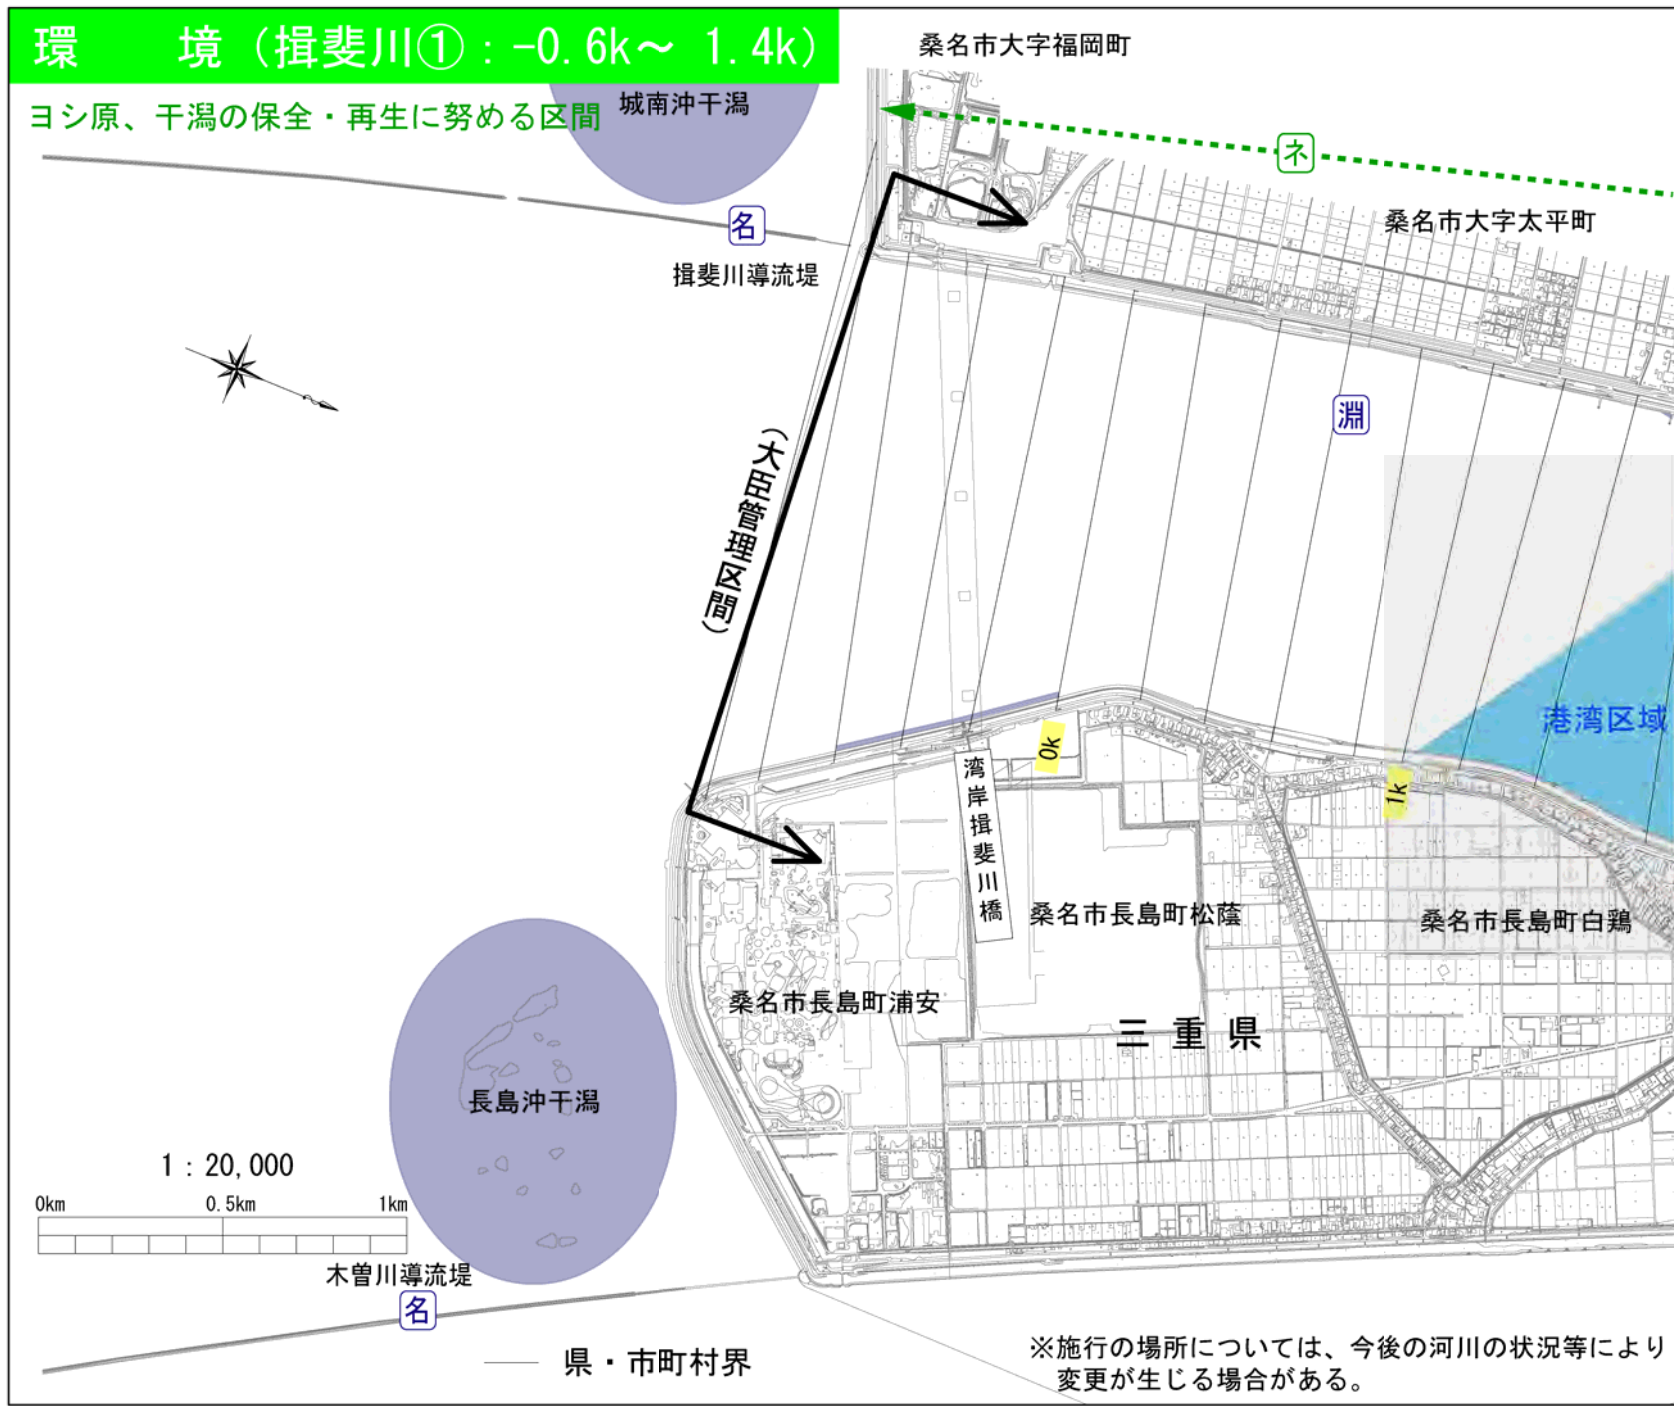 環　境（揖斐川①：-0.6k～ 1.4k）
ヨシ原、干潟の保全・再生に努める区間
城南沖干潟
桑名市大字福岡町
ネ
桑名市大字太平町
名
揖斐川導流堤
淵
（大臣管理区間）
港湾区域
0k
1k
湾岸揖斐川橋
桑名市長島町松蔭
桑名市長島町白鶏
桑名市長島町浦安
三重県
長島沖干潟
1：20,000
0km 0.5km 1km
木曽川導流堤
名
県・市町村界
※施行の場所については、今後の河川の状況等により
変更が生じる場合がある。